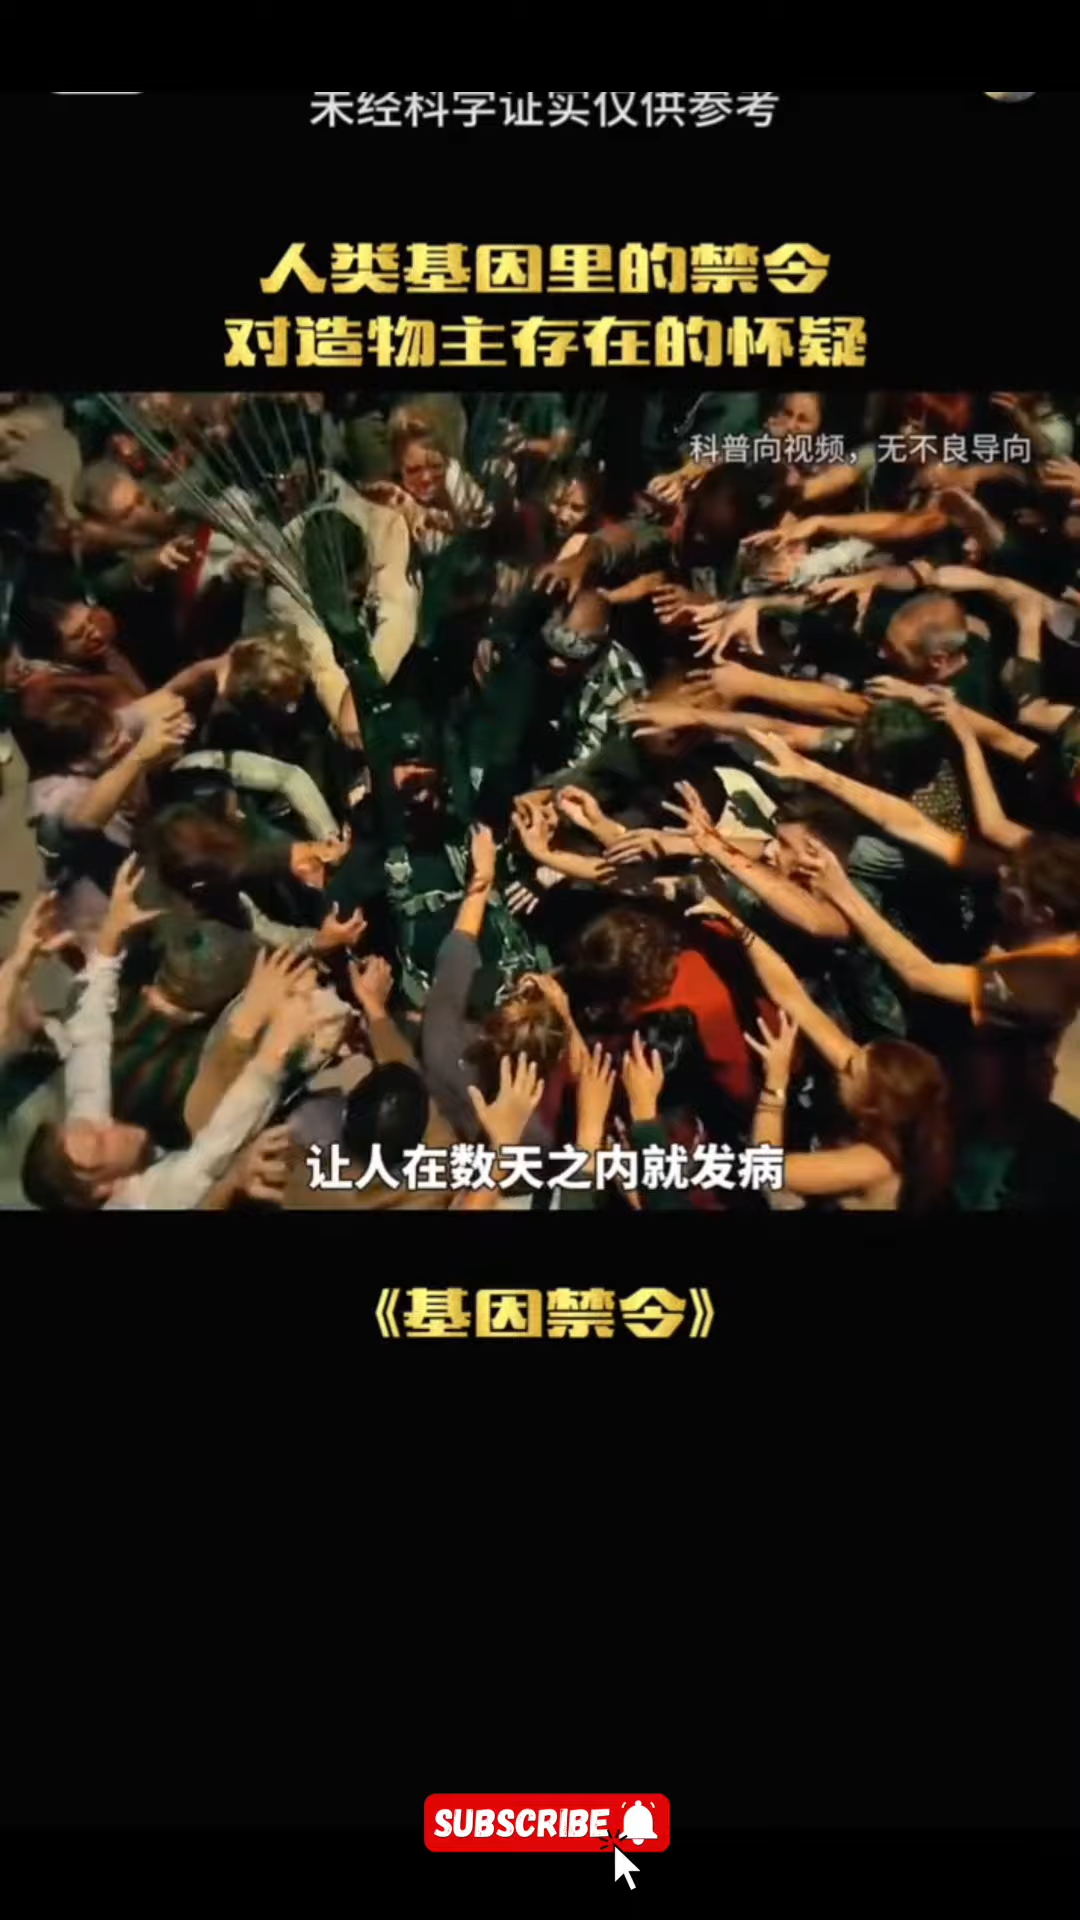 未经科学证实仅供参考
人类基因里的禁令
对造物主存在的怀疑
科普向视频，无不良导向
让人在数天之内就发病
《基因禁令》
SUBSCRIBE